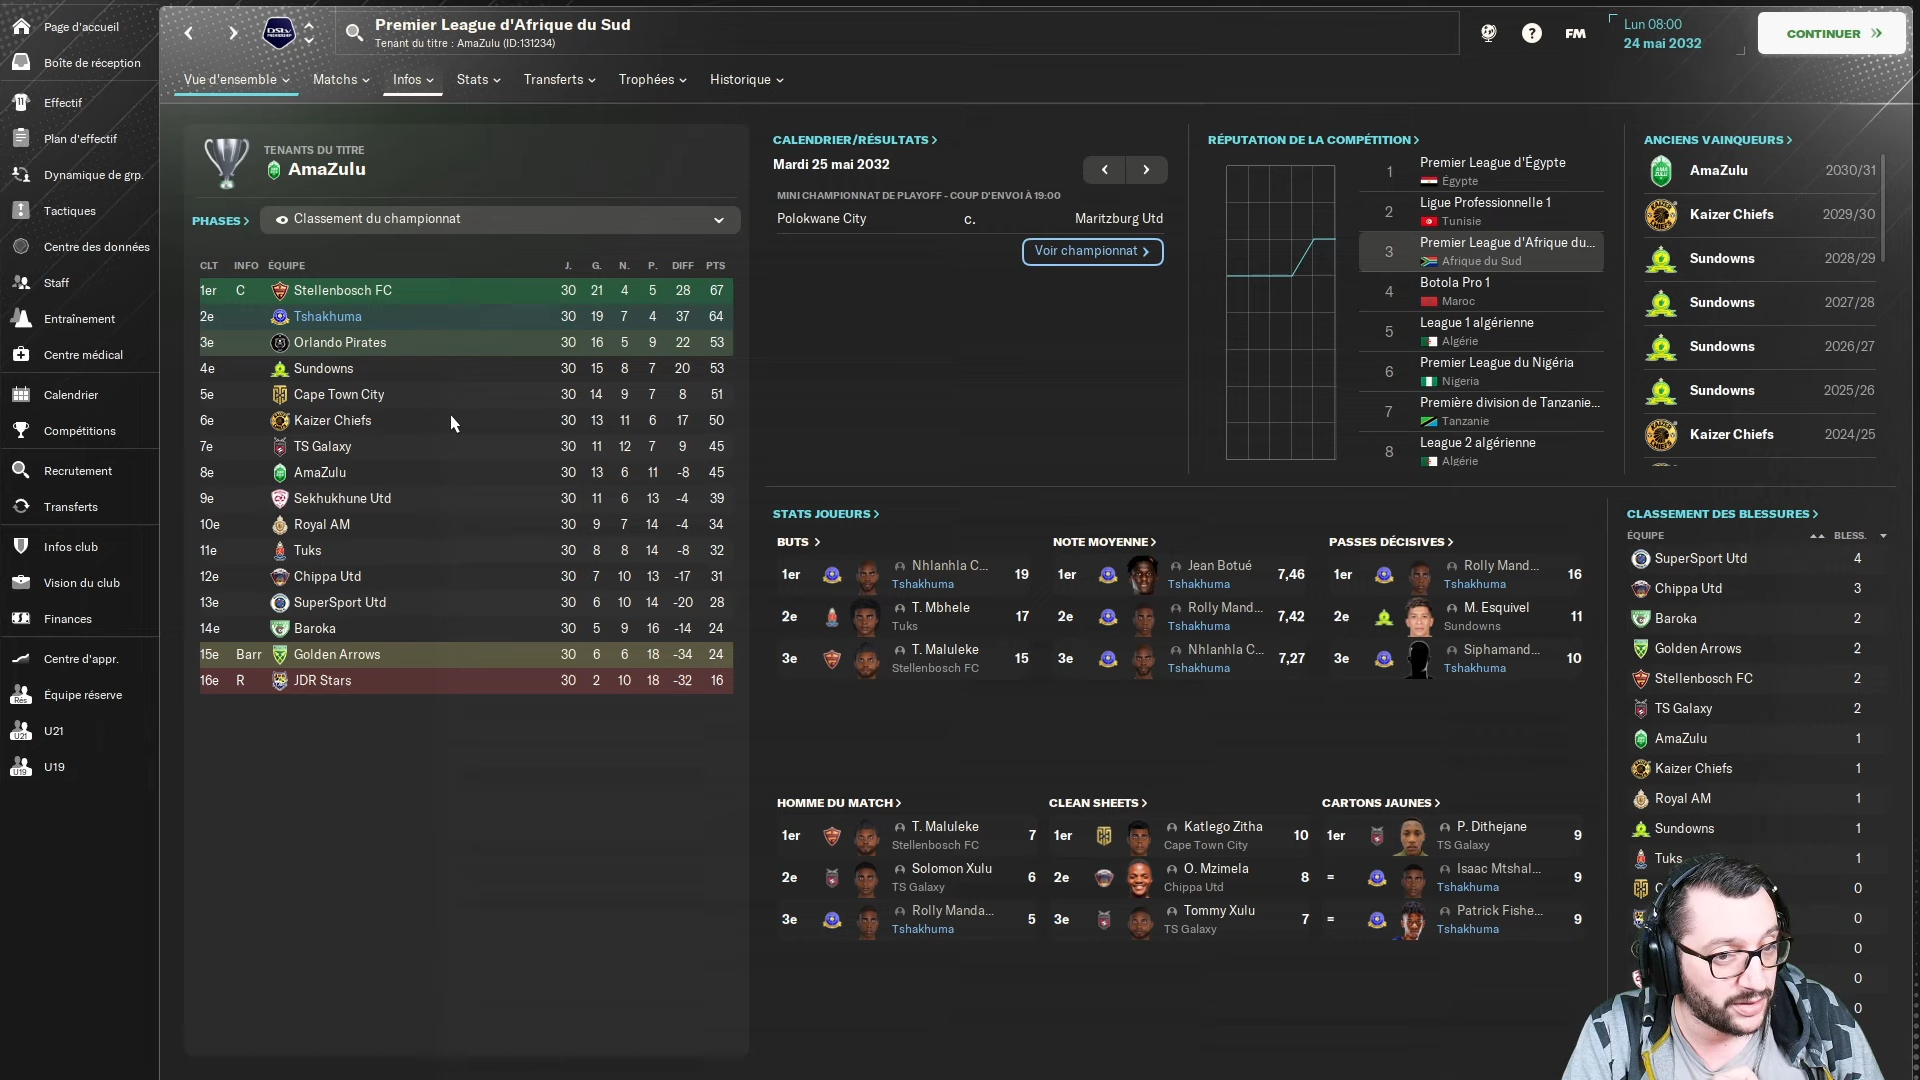 Page d'accueil
Boîte de réception
Effectif
Plan d'effectif
Dynamique de grp.
Tactiques
Centre des données
Staff
Entraînement
Centre médical
Calendrier
Compétitions
Recrutement
Transferts
Infos club
Vision du club
Finances
Centre d'appr.
Équipe réserve
U21
U19
Premier League d'Afrique du Sud
Tenant du titre : AmaZulu (ID:131234)
FM
Lun 08:00
24 mai 2032
CONTINUER
Vue d'ensemble
Matchs
Infos
Stats
Transferts
Trophées
Historique
TENANTS DU TITRE
AmaZulu
PHASES
Classement du championnat
CLT INFO ÉQUIPE J. G. N. P. DIFF PTS
1er C Stellenbosch FC 30 21 4 5 28 67
2e Tshakhuma 30 19 7 4 37 64
3e Orlando Pirates 30 16 5 9 22 53
4e Sundowns 30 15 8 7 20 53
5e Cape Town City 30 14 9 7 8 51
6e Kaizer Chiefs 30 13 11 6 17 50
7e TS Galaxy 30 11 12 7 9 45
8e AmaZulu 30 13 6 11 -8 45
9e Sekhukhune Utd 30 11 6 13 -4 39
10e Royal AM 30 9 7 14 -4 34
11e Tuks 30 8 8 14 -8 32
12e Chippa Utd 30 7 10 13 -17 31
13e SuperSport Utd 30 6 10 14 -20 28
14e Baroka 30 5 9 16 -14 24
15e Barr Golden Arrows 30 6 6 18 -34 24
16e R JDR Stars 30 2 10 18 -32 16
CALENDRIER/RÉSULTATS
Mardi 25 mai 2032
MINI CHAMPIONNAT DE PLAYOFF - COUP D'ENVOI À 19:00
Polokwane City c. Maritzburg Utd
Voir championnat
RÉPUTATION DE LA COMPÉTITION
1 Premier League d'Égypte
Égypte
2 Ligue Professionnelle 1
Tunisie
3 Premier League d'Afrique du...
Afrique du Sud
4 Botola Pro 1
Maroc
5 League 1 algérienne
Algérie
6 Premier League du Nigéria
Nigeria
7 Première division de Tanzanie...
Tanzanie
8 League 2 algérienne
Algérie
ANCIENS VAINQUEURS
AmaZulu 2030/31
Kaizer Chiefs 2029/30
Sundowns 2028/29
Sundowns 2027/28
Sundowns 2026/27
Sundowns 2025/26
Kaizer Chiefs 2024/25
STATS JOUEURS
BUTS
1er Nhlanhla C... 19
Tshakhuma
2e T. Mbhele 17
Tuks
3e T. Maluleke 15
Stellenbosch FC
NOTE MOYENNE
1er Jean Botué 7,46
Tshakhuma
2e Rolly Mand... 7,42
Tshakhuma
3e Nhlanhla C... 7,27
Tshakhuma
PASSES DÉCISIVES
1er Rolly Mand... 16
Tshakhuma
2e M. Esquivel 11
Sundowns
3e Siphamand... 10
Tshakhuma
HOMME DU MATCH
1er T. Maluleke 7
Stellenbosch FC
2e Solomon Xulu 6
TS Galaxy
3e Rolly Manda... 5
Tshakhuma
CLEAN SHEETS
1er Katlego Zitha 10
Cape Town City
2e O. Mzimela 8
Chippa Utd
3e Tommy Xulu 7
TS Galaxy
CARTONS JAUNES
1er P. Dithejane 9
TS Galaxy
= Isaac Mtshal... 9
Tshakhuma
= Patrick Fishe... 9
Tshakhuma
CLASSEMENT DES BLESSURES
ÉQUIPE BLESS.
SuperSport Utd 4
Chippa Utd 3
Baroka 2
Golden Arrows 2
Stellenbosch FC 2
TS Galaxy 2
AmaZulu 1
Kaizer Chiefs 1
Royal AM 1
Sundowns 1
Tuks 1
0
0
0
0
0